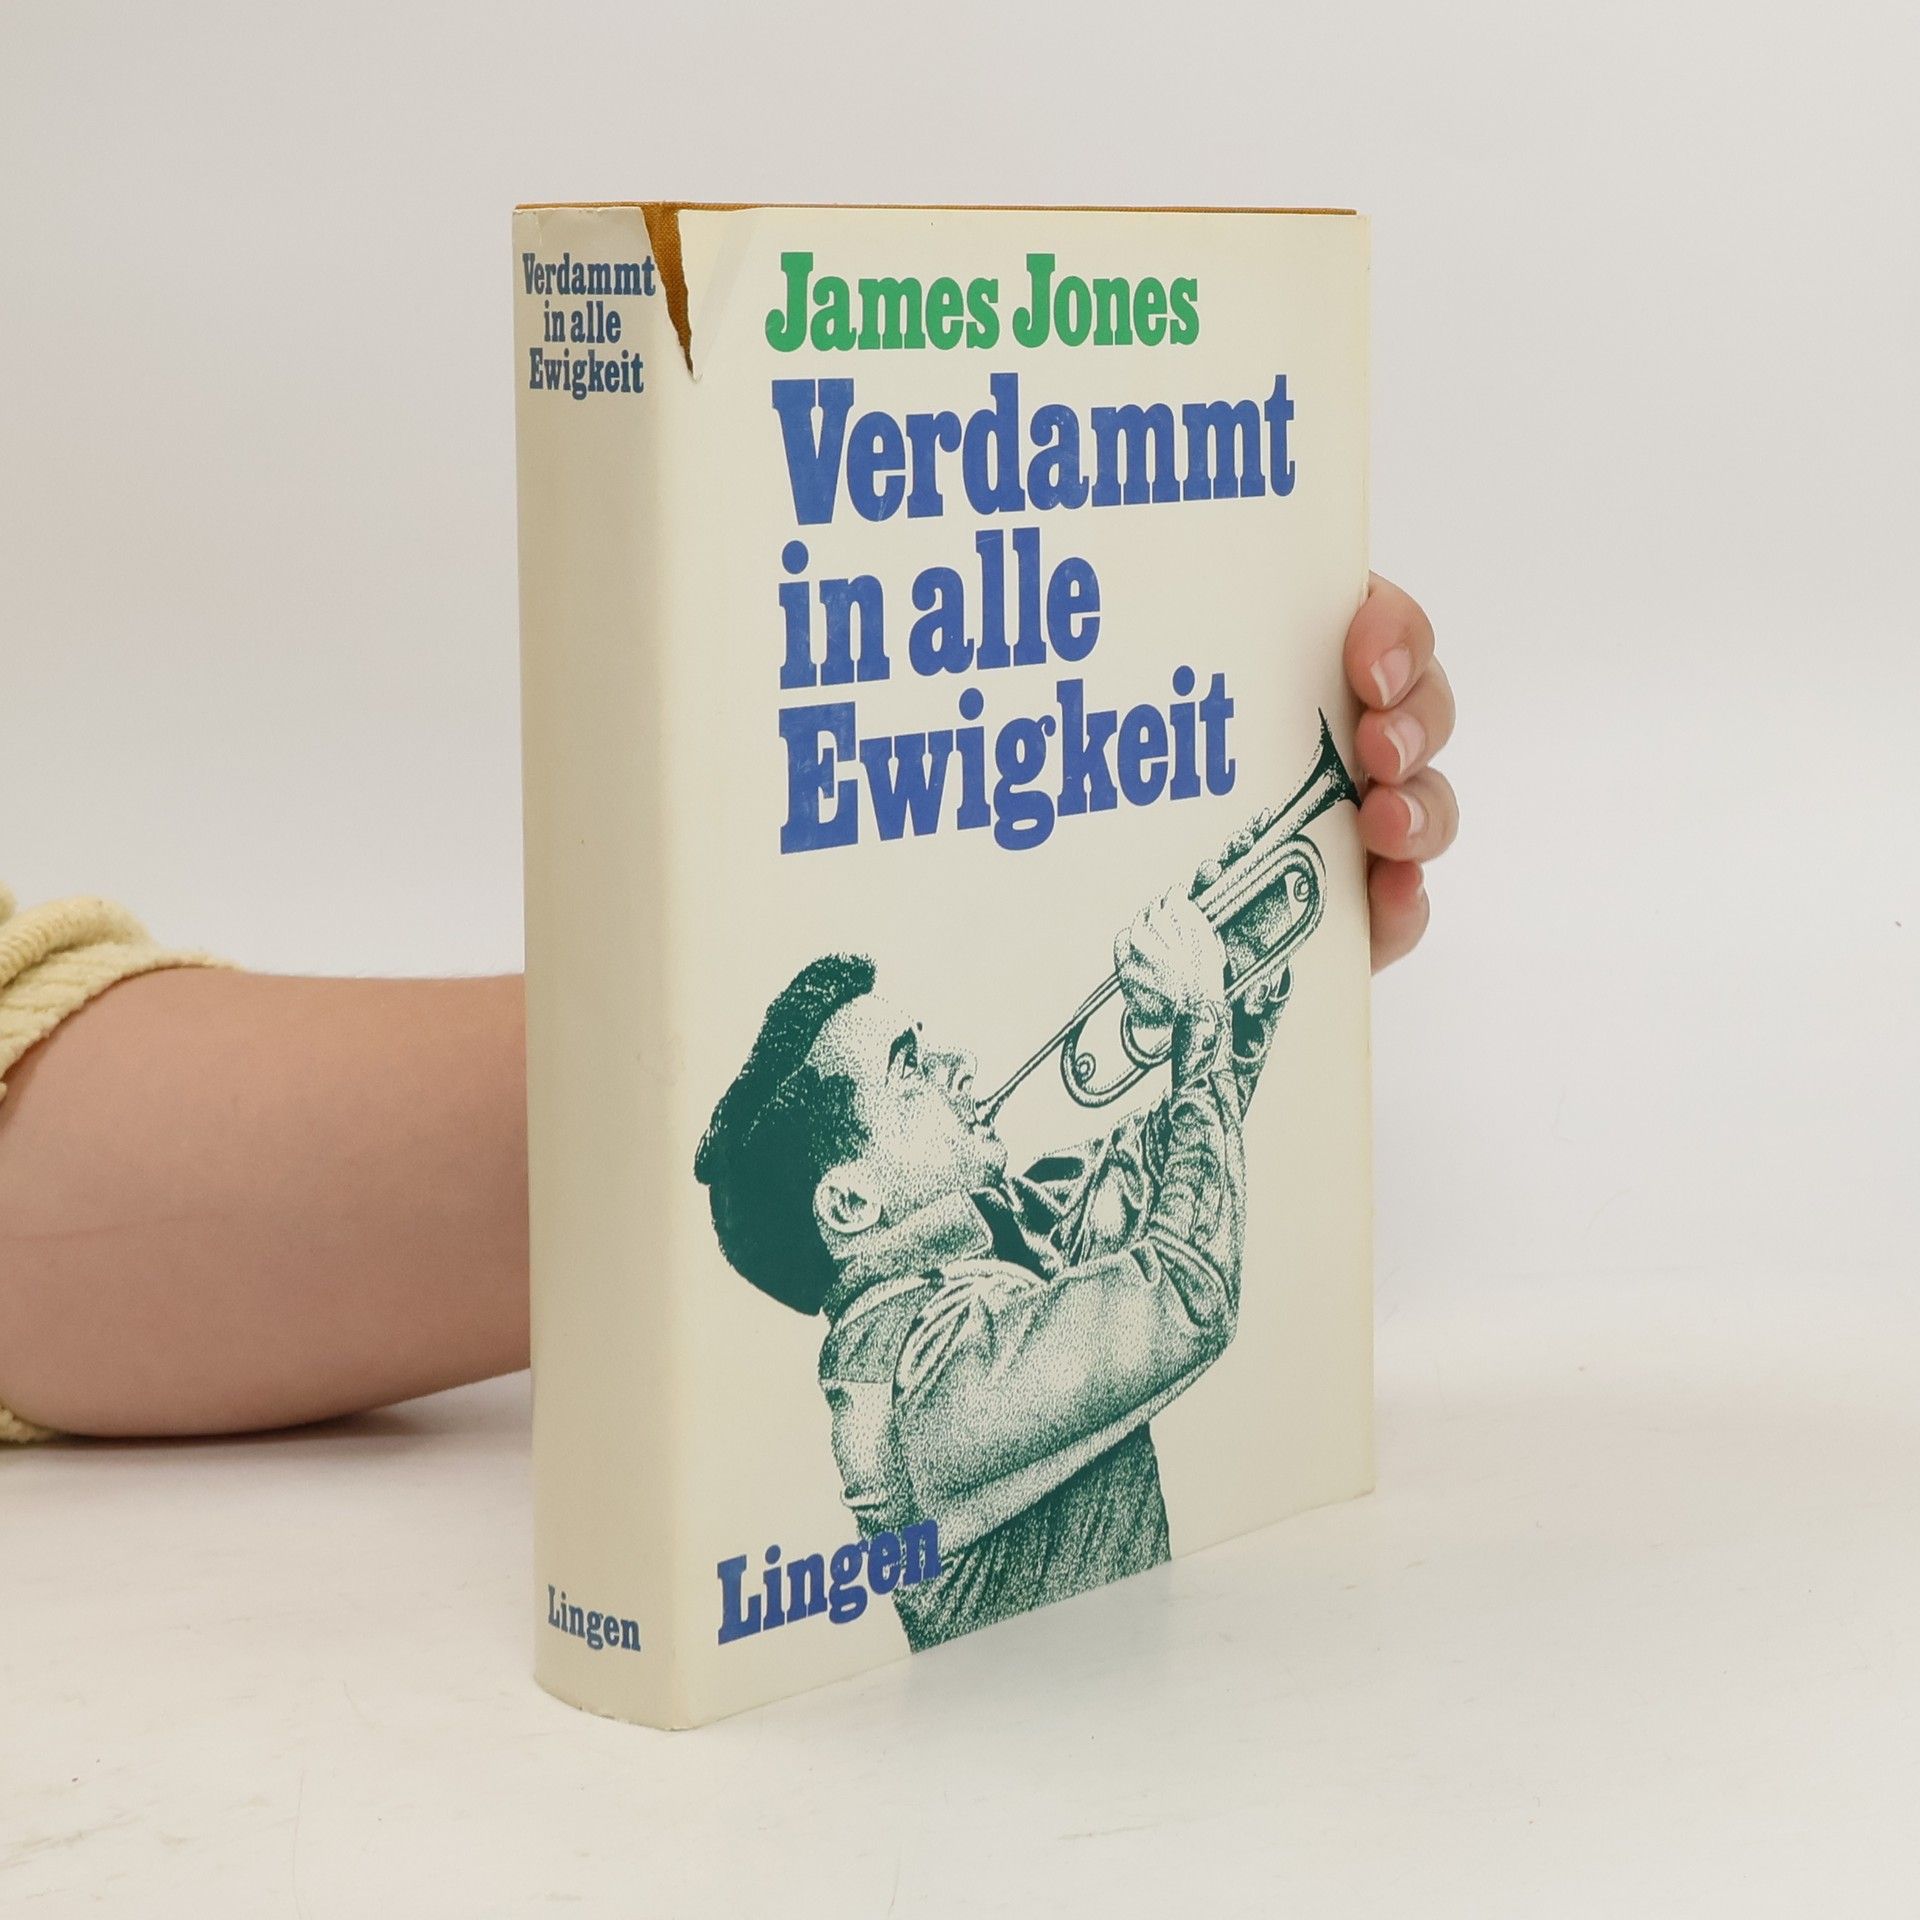 Verdammt
in alle
Ewigkeit
Lingen
James Jones
Verdammt
in alle
Ewigkeit
Lingen